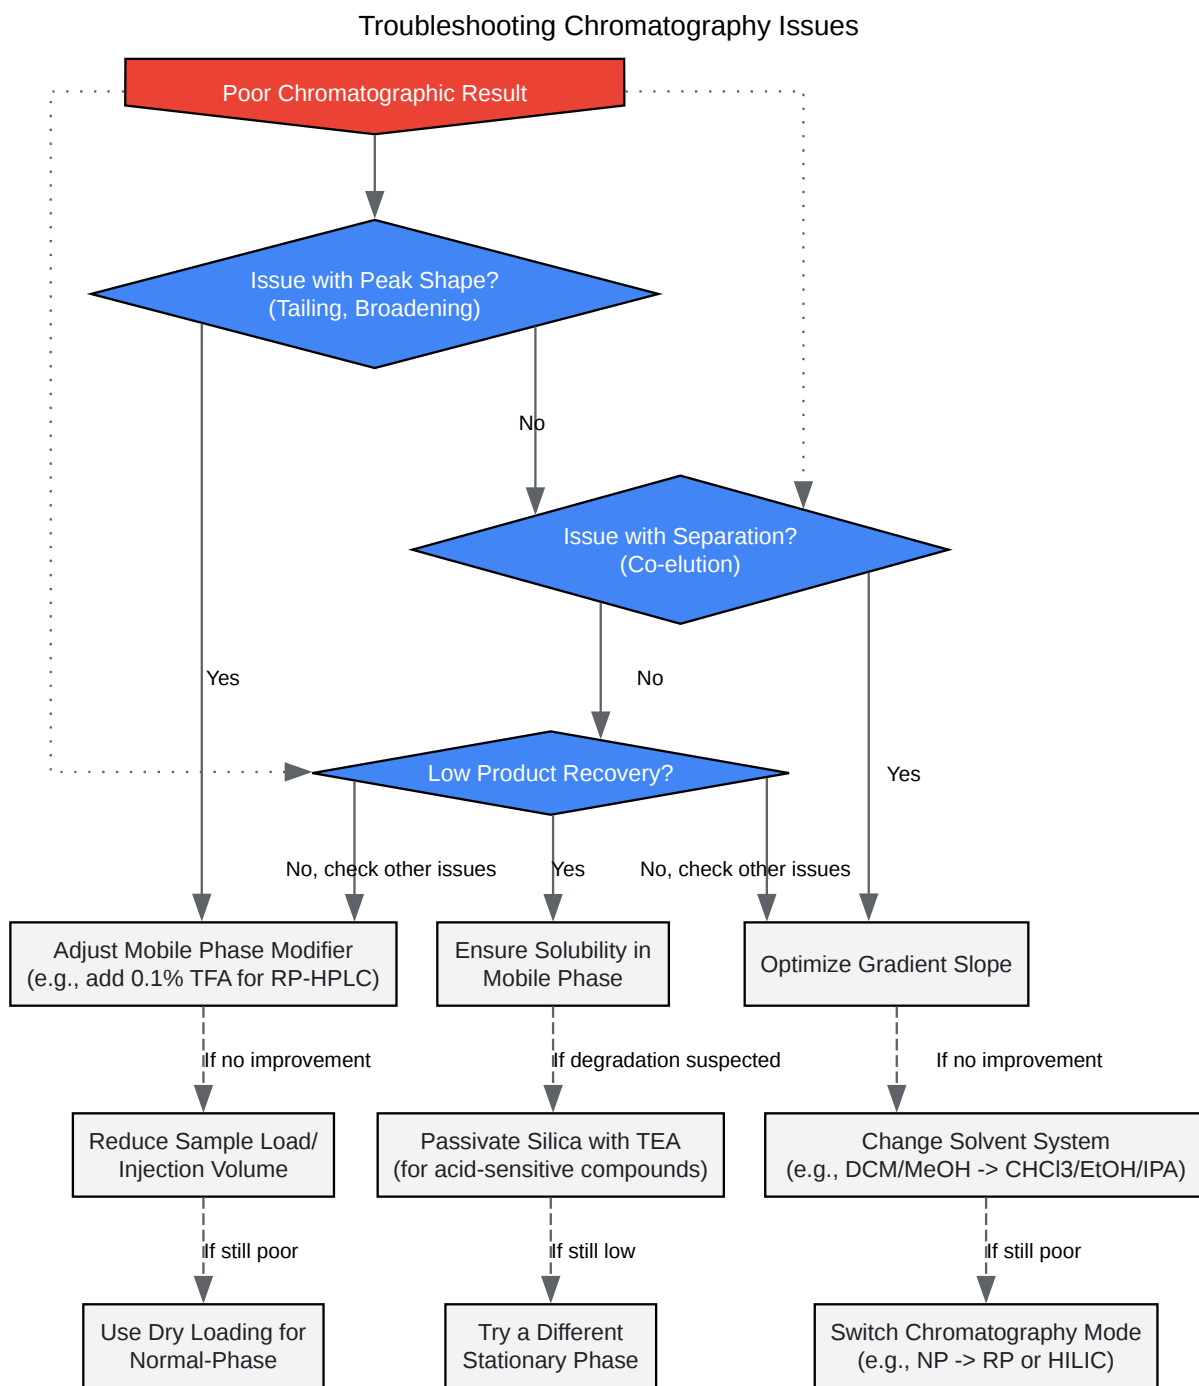 Troubleshooting Chromatography Issues
Poor Chromatographic Result
Issue with Peak Shape?
(Tailing, Broadening)
No
Issue with Separation?
(Co-elution)
Yes
No
Low Product Recovery?
Yes
No, check other issues
Yes
No, check other issues
Adjust Mobile Phase Modifier
(e.g., add 0.1% TFA for RP-HPLC)
Ensure Solubility in
Mobile Phase
Optimize Gradient Slope
If no improvement
If degradation suspected
If no improvement
Reduce Sample Load/
Injection Volume
Passivate Silica with TEA
(for acid-sensitive compounds)
Change Solvent System
(e.g., DCM/MeOH -> CHCl3/EtOH/IPA)
If still poor
If still low
If still poor
Use Dry Loading for
Normal-Phase
Try a Different
Stationary Phase
Switch Chromatography Mode
(e.g., NP -> RP or HILIC)